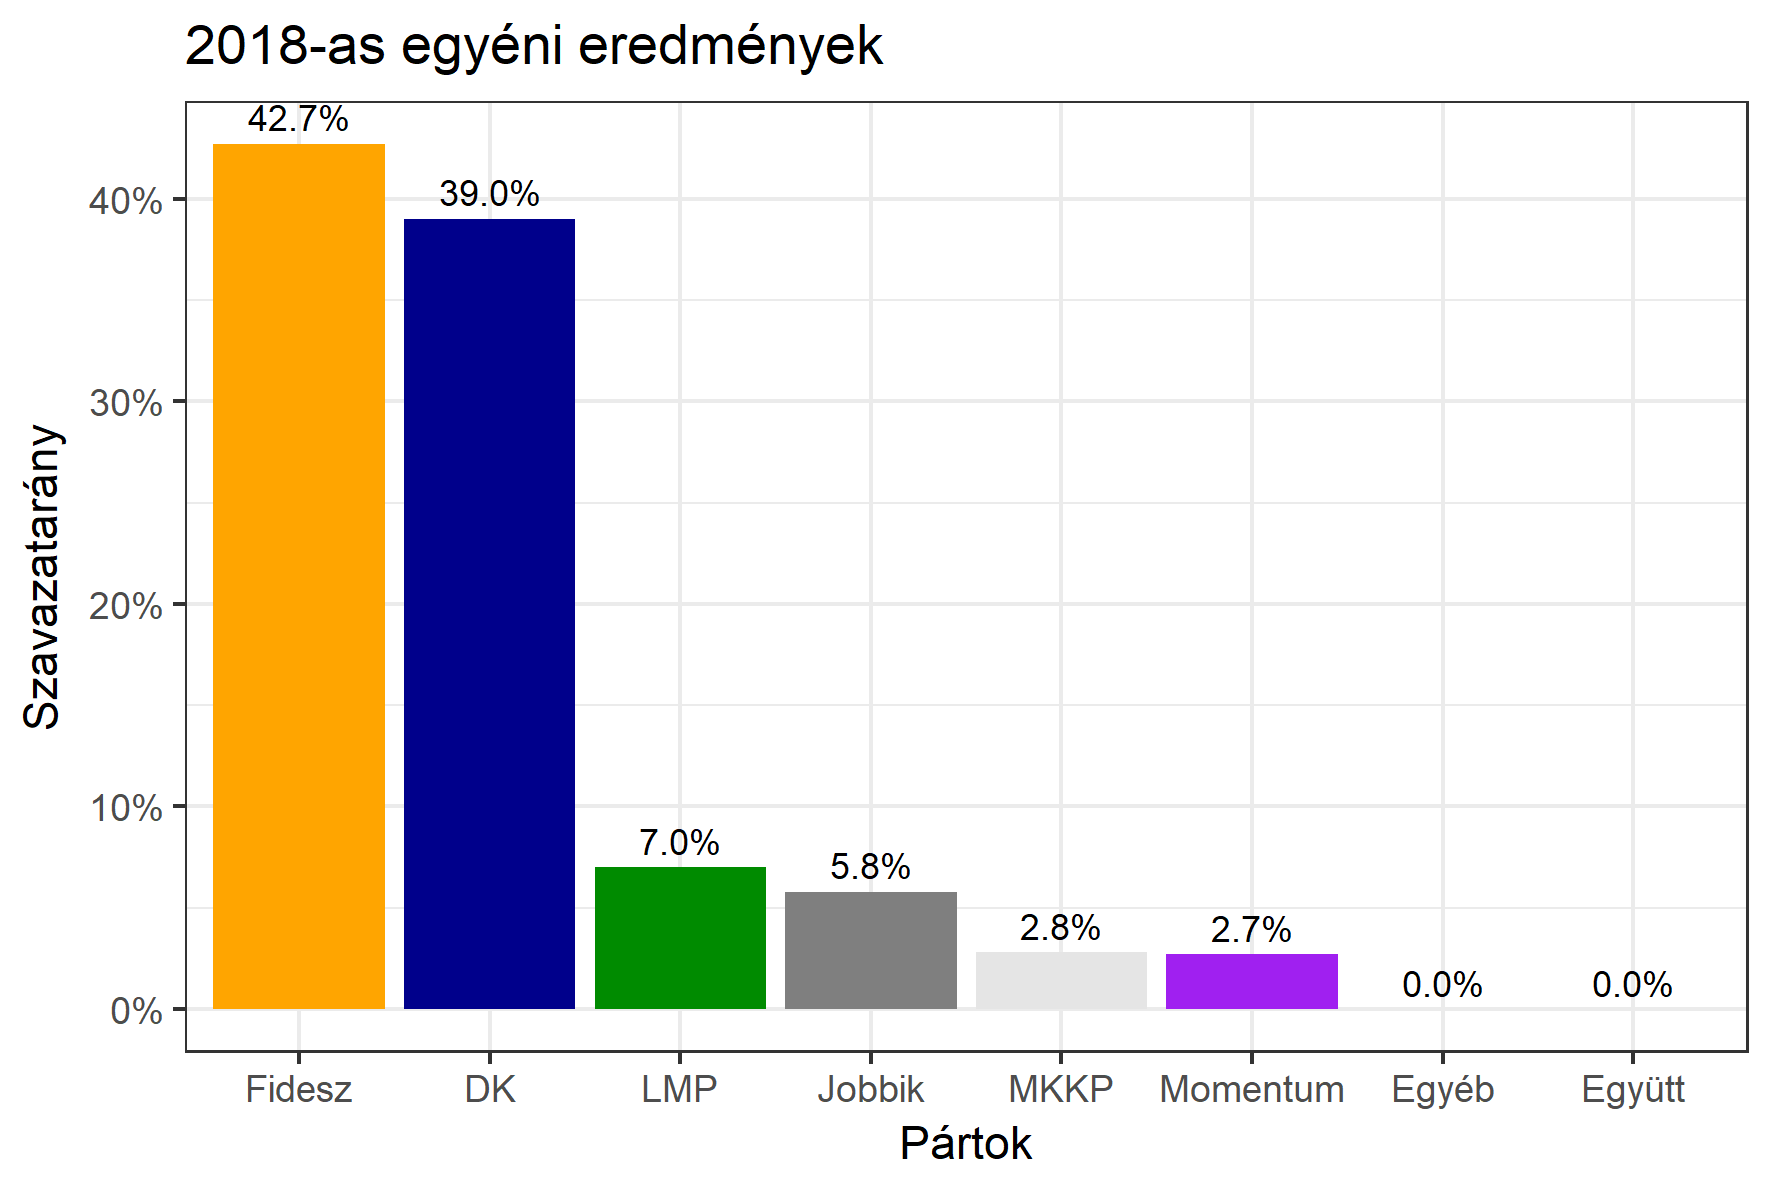 2018-as egyéni eredmények
42.7%
39.0%
7.0%
5.8%
2.8%
2.7%
0.0%
0.0%
40%
30%
20%
10%
0%
Szavazatarány
Fidesz
DK
LMP
Jobbik
MKKP
Momentum
Egyéb
Együtt
Pártok